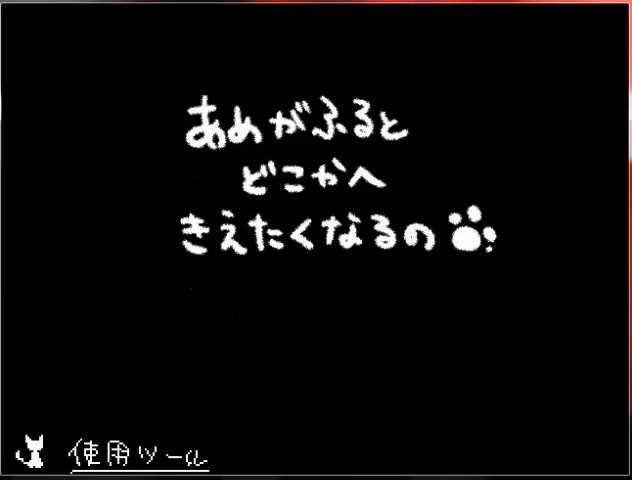 あめがふると
どこかへ
きえたくなるの
使用ツール